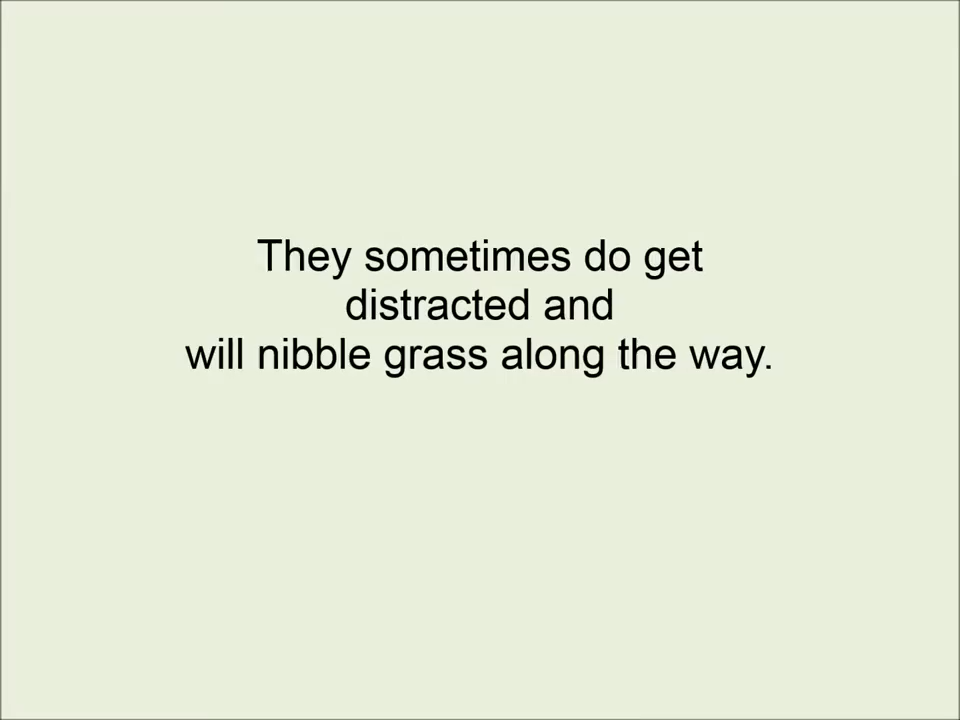 They sometimes do get
distracted and
will nibble grass along the way.